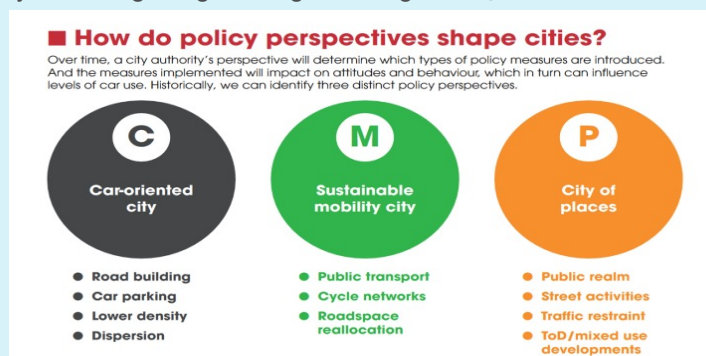 How do policy perspectives shape cities?
Over time, a city authority's perspective will determine which types of policy measures are introduced.
And the measures implemented will impact on attitudes and behaviour, which in turn can influence
levels of car use. Historically, we can identify three distinct policy perspectives.
C
Car-oriented
city
Road building
Car parking
Lower density
Dispersion
M
Sustainable
mobility city
Public transport
Cycle networks
Roadspace
reallocation
P
City of
places
Public realm
Street activities
Traffic restraint
ToD/mixed use
developments